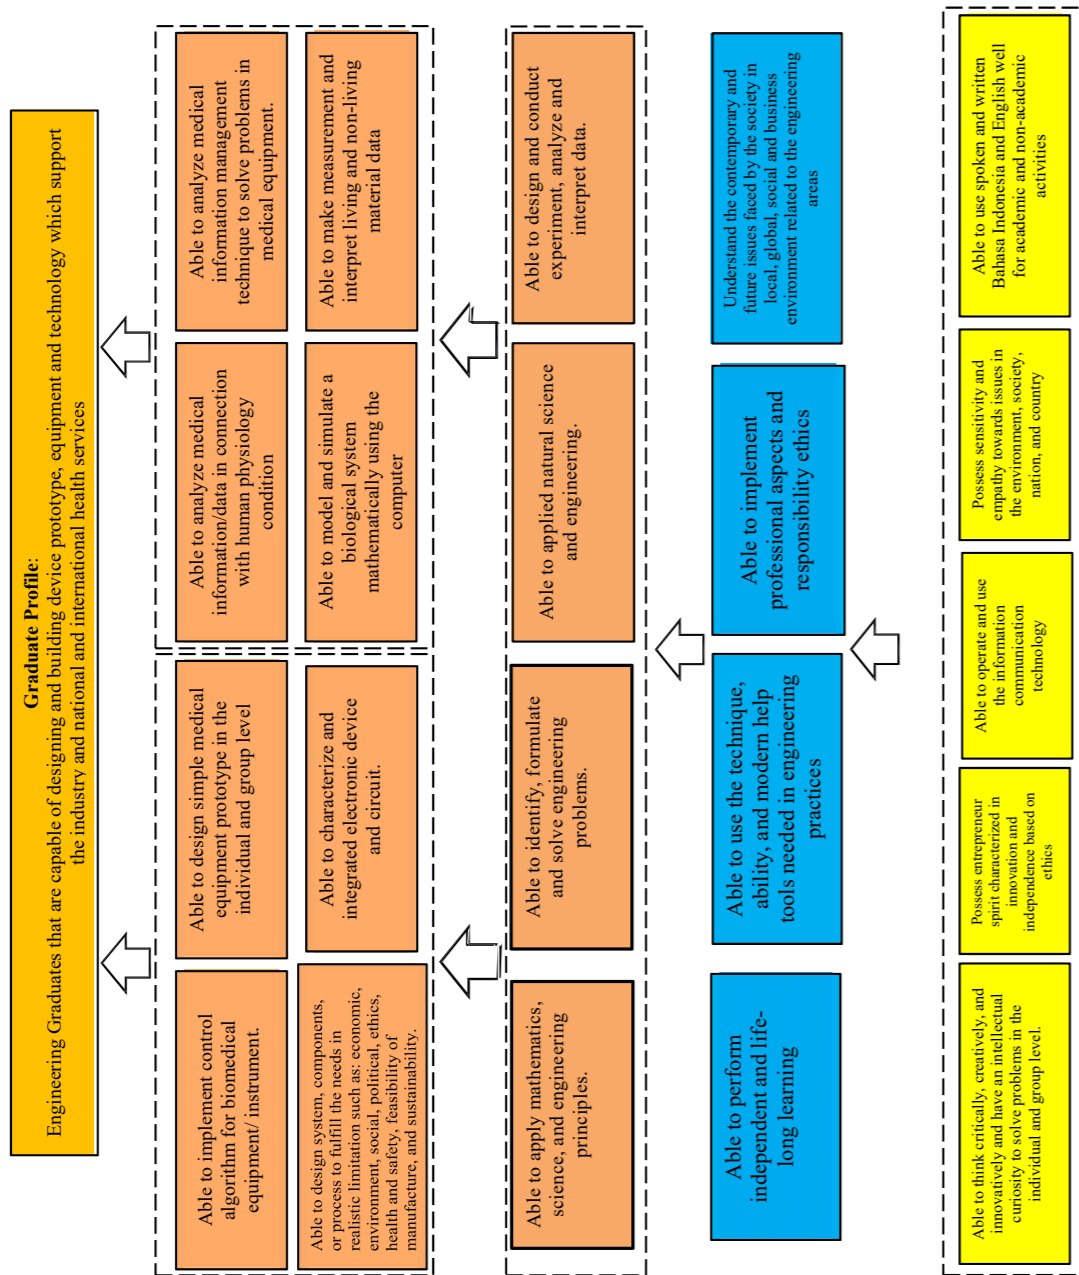 Graduate Profile:
Engineering Graduates that are capable of designing and building device prototype, equipment and technology which support
the industry and national and international health services
Able to implement control
algorithm for biomedical
equipment/ instrument.
Able to design simple medical
equipment prototype in the
individual and group level
Able to analyze medical
information/data in connection
with human physiology
condition
Able to analyze medical
information management
technique to solve problems in
medical equipment.
Able to design system, components,
or process to fulfill the needs in
realistic limitation such as: economic,
environment, social, political, ethics,
health and safety, feasibility of
manufacture, and sustainability.
Able to characterize and
integrated electronic device
and circuit.
Able to model and simulate a
biological system
mathematically using the
computer
Able to make measurement and
interpret living and non-living
material data
Able to apply mathematics,
science, and engineering
principles.
Able to identify, formulate
and solve engineering
problems.
Able to applied natural science
and engineering.
Able to design and conduct
experiment, analyze and
interpret data.
Able to perform
independent and life-
long learning
Able to use the technique,
ability, and modern help
tools needed in engineering
practices
Able to implement
professional aspects and
responsibility ethics
Understand the contemporary and
future issues faced by the society in
local, global, social and business
environment related to the engineering
areas
Able to think critically, creatively, and
innovatively and have an intellectual
curiosity to solve problems in the
individual and group level.
Possess entrepreneur
spirit characterized in
innovation and
independence based on
ethics
Able to operate and use
the information
communication
technology
Possess sensitivity and
empathy towards issues in
the environment, society,
nation, and country
Able to use spoken and written
Bahasa Indonesia and English well
for academic and non-academic
activities